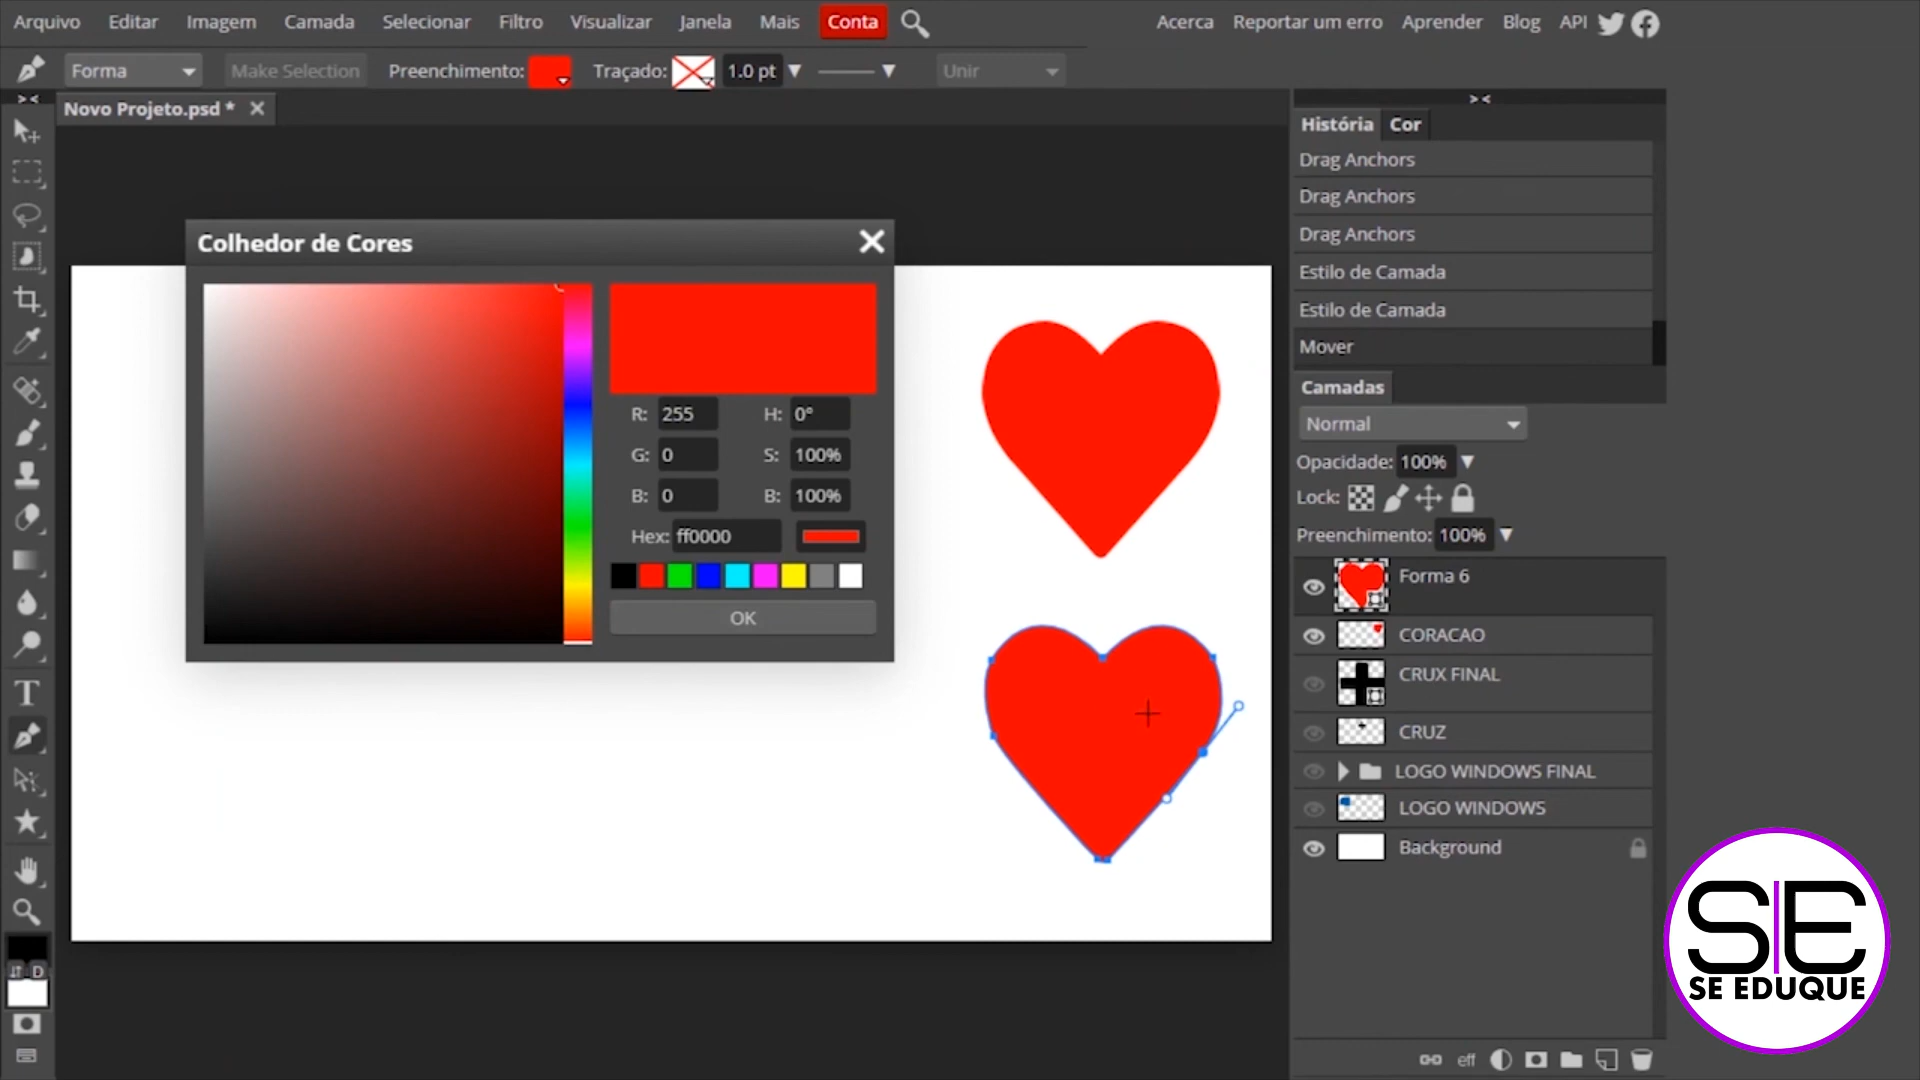 Arquivo Editar Imagem Camada Selecionar Filtro Visualizar Janela Mais Conta Acerca Reportar um erro Aprender Blog API
Forma Make Selection Preenchimento: Traçado: 1.0 pt Unir
Novo Projeto.psd *
História Cor
Drag Anchors
Drag Anchors
Drag Anchors
Estilo de Camada
Estilo de Camada
Mover
Colhedor de Cores
R: 255 H: 0°
G: 0 S: 100%
B: 0 B: 100%
Hex: ff0000
OK
Camadas
Normal
Opacidade: 100%
Lock:
Preenchimento: 100%
Forma 6
CORACAO
CRUX FINAL
CRUZ
LOGO WINDOWS FINAL
LOGO WINDOWS
Background
D
eff
SE
SE EDUQUE